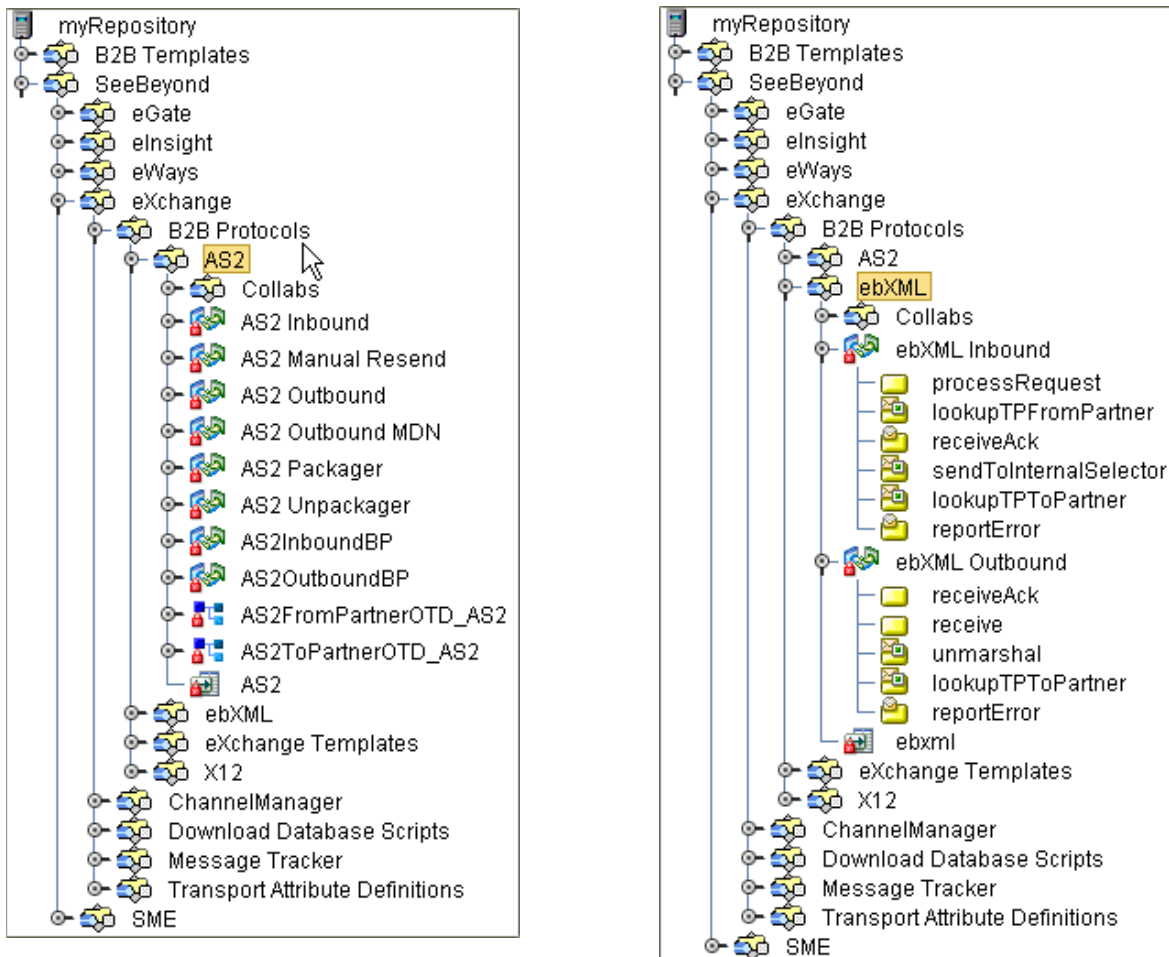 myRepository
B2B Templates
SeeBeyond
eGate
eInsight
eWays
eXchange
B2B Protocols
AS2
Collabs
AS2 Inbound
AS2 Manual Resend
AS2 Outbound
AS2 Outbound MDN
AS2 Packager
AS2 Unpackager
AS2InboundBP
AS2OutboundBP
AS2FromPartnerOTD_AS2
AS2ToPartnerOTD_AS2
AS2
ebXML
eXchange Templates
X12
ChannelManager
Download Database Scripts
Message Tracker
Transport Attribute Definitions
SME
myRepository
B2B Templates
SeeBeyond
eGate
eInsight
eWays
eXchange
B2B Protocols
AS2
ebXML
Collabs
ebXML Inbound
processRequest
lookupTPFromPartner
receiveAck
sendToInternalSelector
lookupTPToPartner
reportError
ebXML Outbound
receiveAck
receive
unmarshal
lookupTPToPartner
reportError
ebxml
eXchange Templates
X12
ChannelManager
Download Database Scripts
Message Tracker
Transport Attribute Definitions
SME